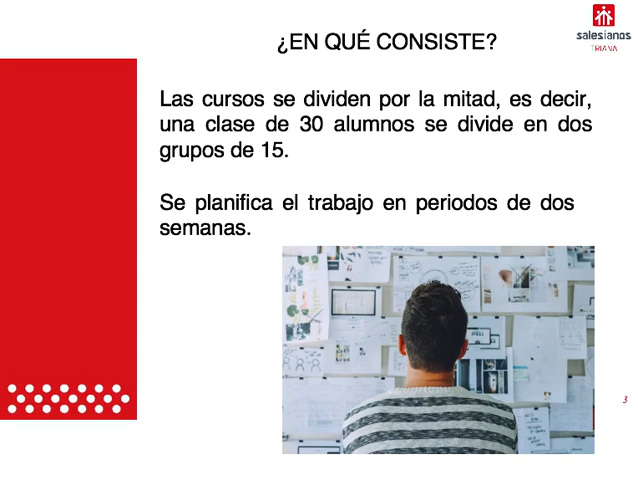 salesianos
TRIANA
¿EN QUÉ CONSISTE?
Las cursos se dividen por la mitad, es decir,
una clase de 30 alumnos se divide en dos
grupos de 15.
Se planifica el trabajo en periodos de dos
semanas.
3